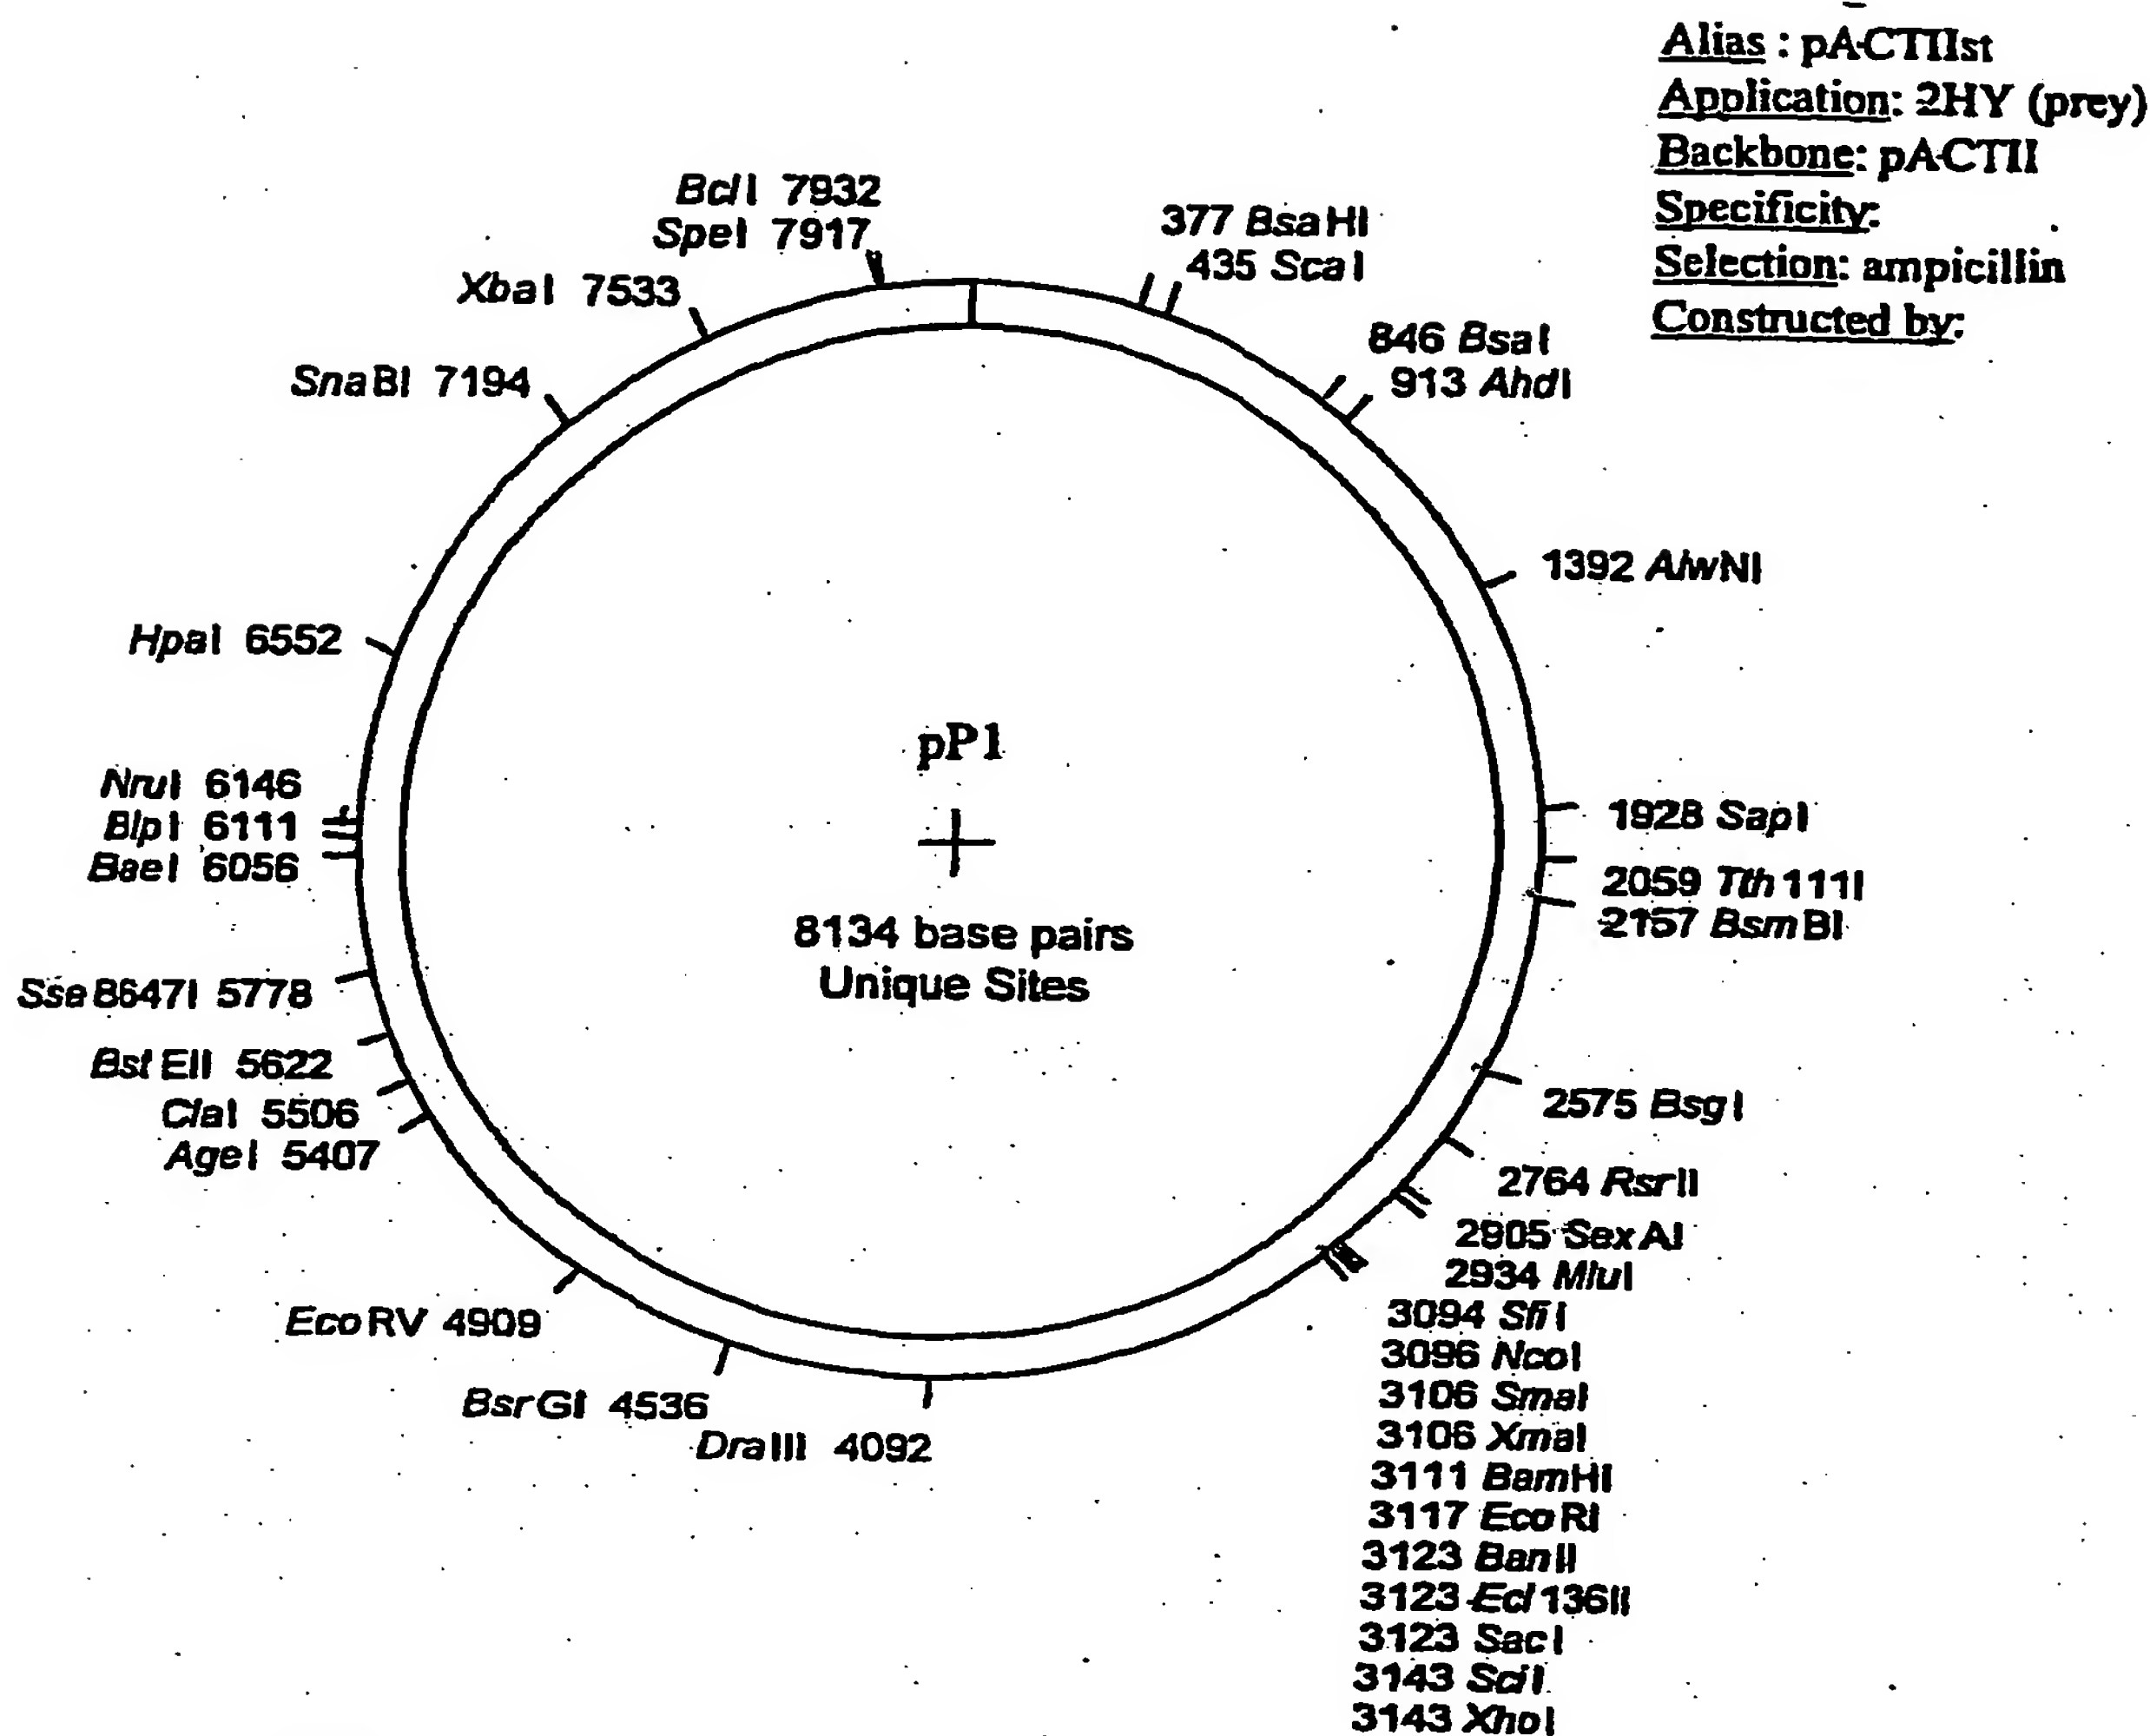 Alias : pACTIIst
Application: 2HY (prey)
Backbone: pACTII
Specificity:
Selection: ampicillin
Constructed by:
BclI 7932
SpeI 7917
XbaI 7533
SnaBI 7194
HpaI 6552
NruI 6146
BlpI 6111
BaeI 6056
Sse8647I 5778
BstEII 5622
ClaI 5506
AgeI 5407
EcoRV 4909
BsrGI 4536
DraIII 4092
377 BsaHI
435 ScaI
846 BsaI
913 AhdI
1392 AlwNI
1928 SapI
2059 Tth111I
2157 BsmBI
2575 BsgI
2764 RsrII
2905 SexAI
2934 MluI
3094 SfiI
3096 NcoI
3106 SmaI
3106 XmaI
3111 BamHI
3117 EcoRI
3123 BanII
3123 Ecl136II
3123 SacI
3143 SciI
3143 XhoI
pP1
8134 base pairs
Unique Sites